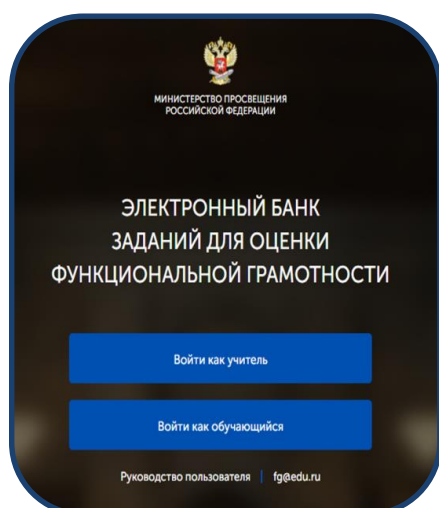 МИНИСТЕРСТВО ПРОСВЕЩЕНИЯ
РОССИЙСКОЙ ФЕДЕРАЦИИ
ЭЛЕКТРОННЫЙ БАНК
ЗАДАНИЙ ДЛЯ ОЦЕНКИ
ФУНКЦИОНАЛЬНОЙ ГРАМОТНОСТИ
Войти как учитель
Войти как обучающийся
Руководство пользователя | fg@edu.ru